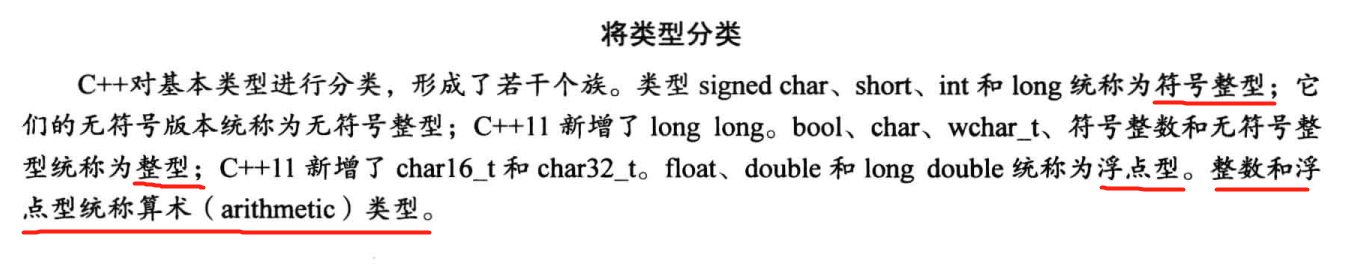 将类型分类
C++对基本类型进行分类，形成了若干个族。类型 signed char、short、int 和 long 统称为符号整型；它
们的无符号版本统称为无符号整型；C++11 新增了 long long。bool、char、wchar_t、符号整数和无符号整
型统称为整型；C++11 新增了 char16_t 和 char32_t。float、double 和 long double 统称为浮点型。整数和浮
点型统称算术（arithmetic）类型。